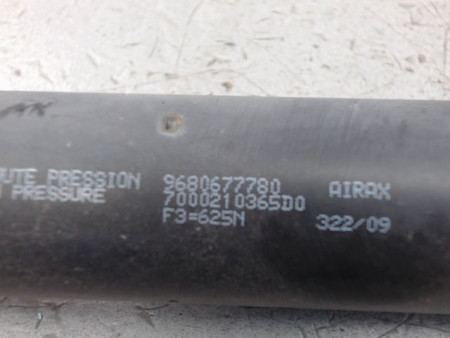 UTE PRESSION 9680677780 AIRAX
PRESSURE 7000210365D0
F3=625N 322/09